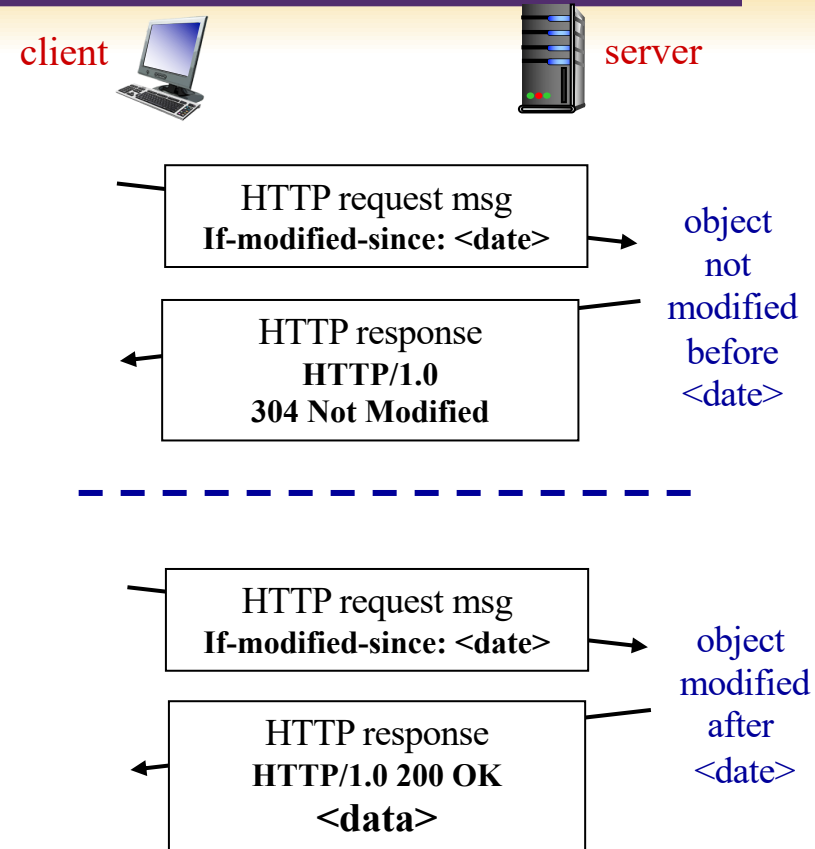 client
server
HTTP request msg
If-modified-since: <date>
object
not
modified
before
<date>
HTTP response
HTTP/1.0
304 Not Modified
HTTP request msg
If-modified-since: <date>
object
modified
after
<date>
HTTP response
HTTP/1.0 200 OK
<data>